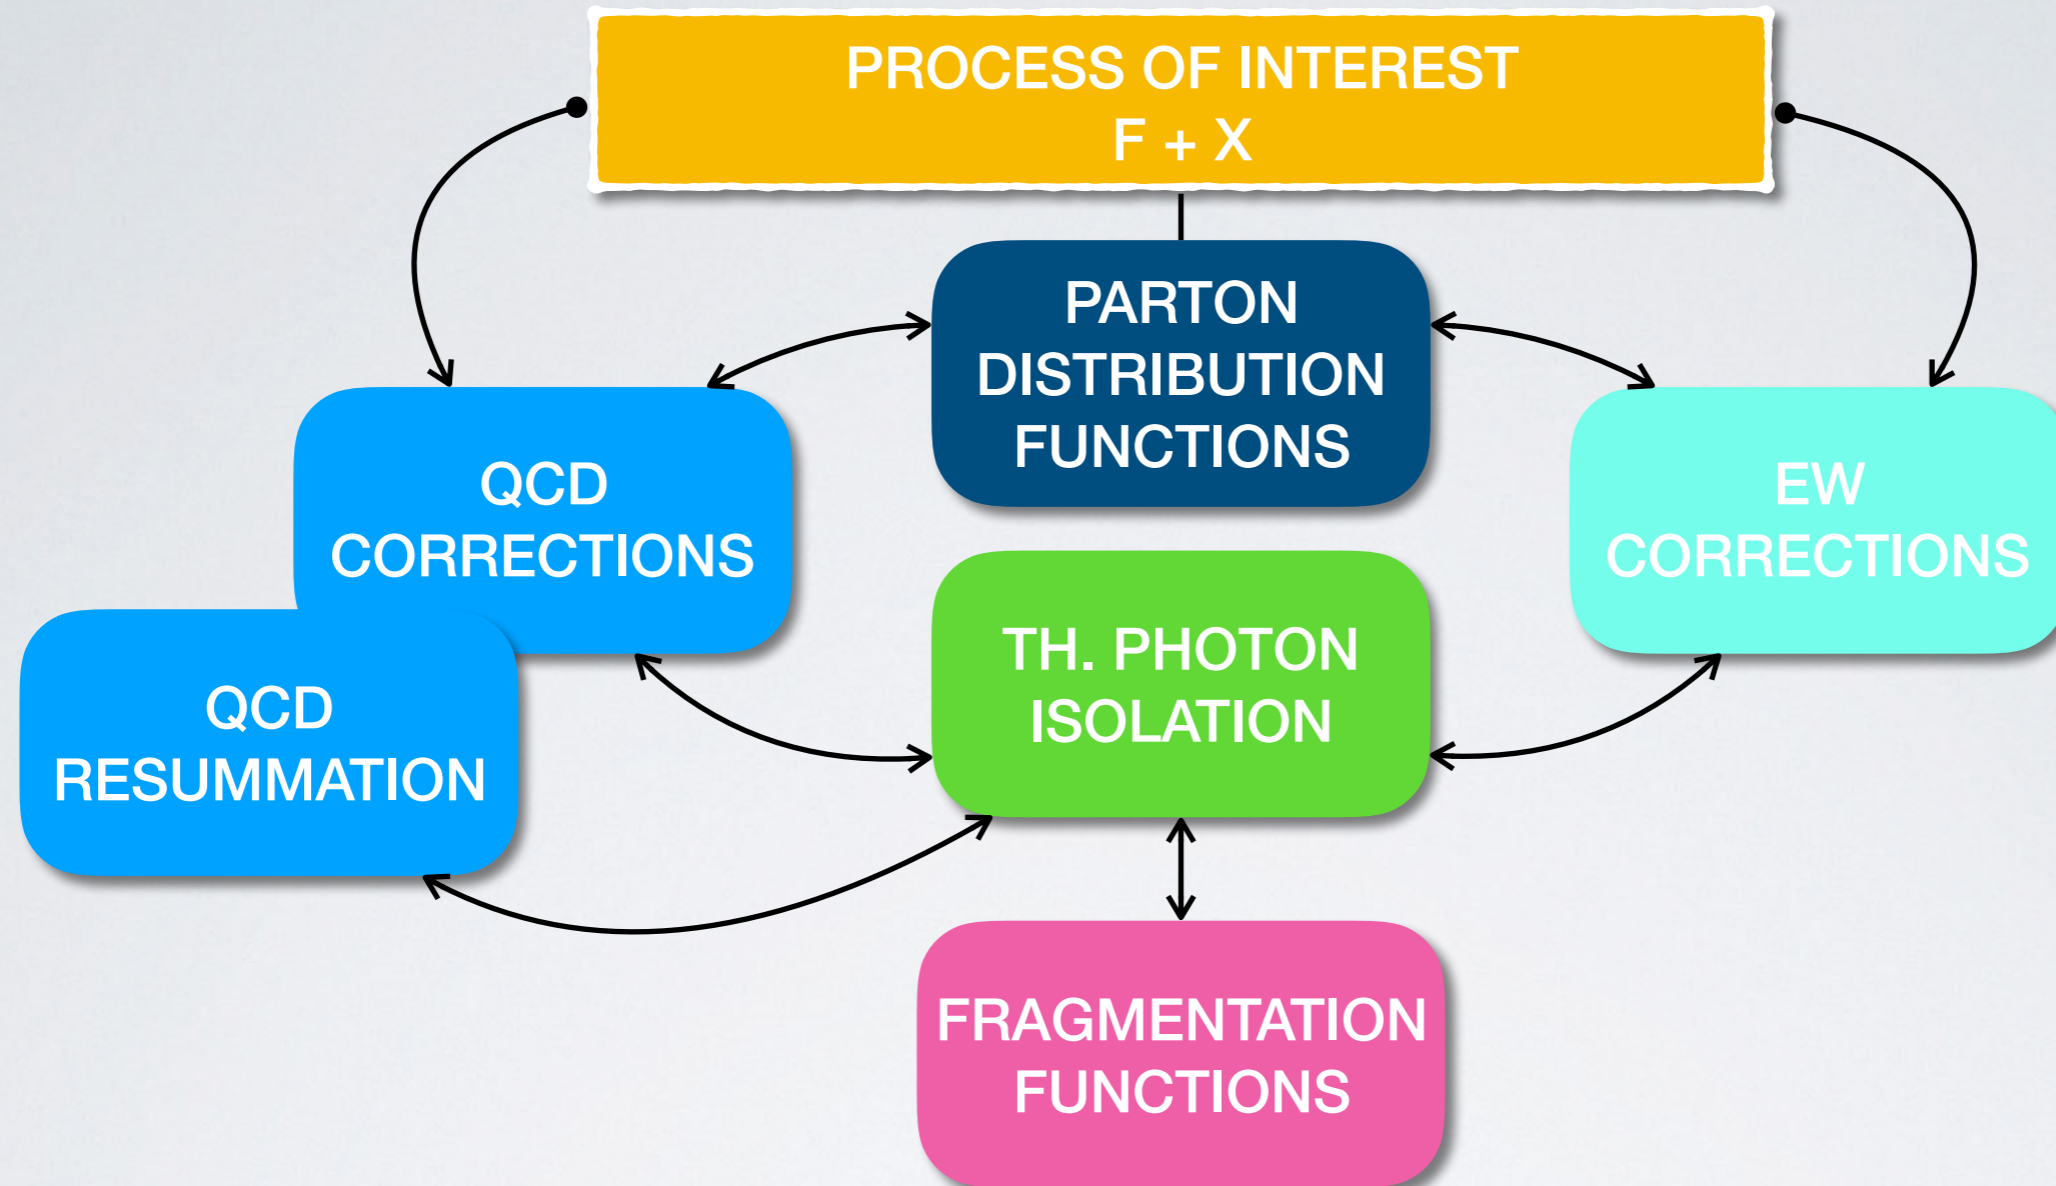 PROCESS OF INTEREST
F + X
PARTON
DISTRIBUTION
FUNCTIONS
QCD
CORRECTIONS
EW
CORRECTIONS
TH. PHOTON
ISOLATION
QCD
RESUMMATION
FRAGMENTATION
FUNCTIONS